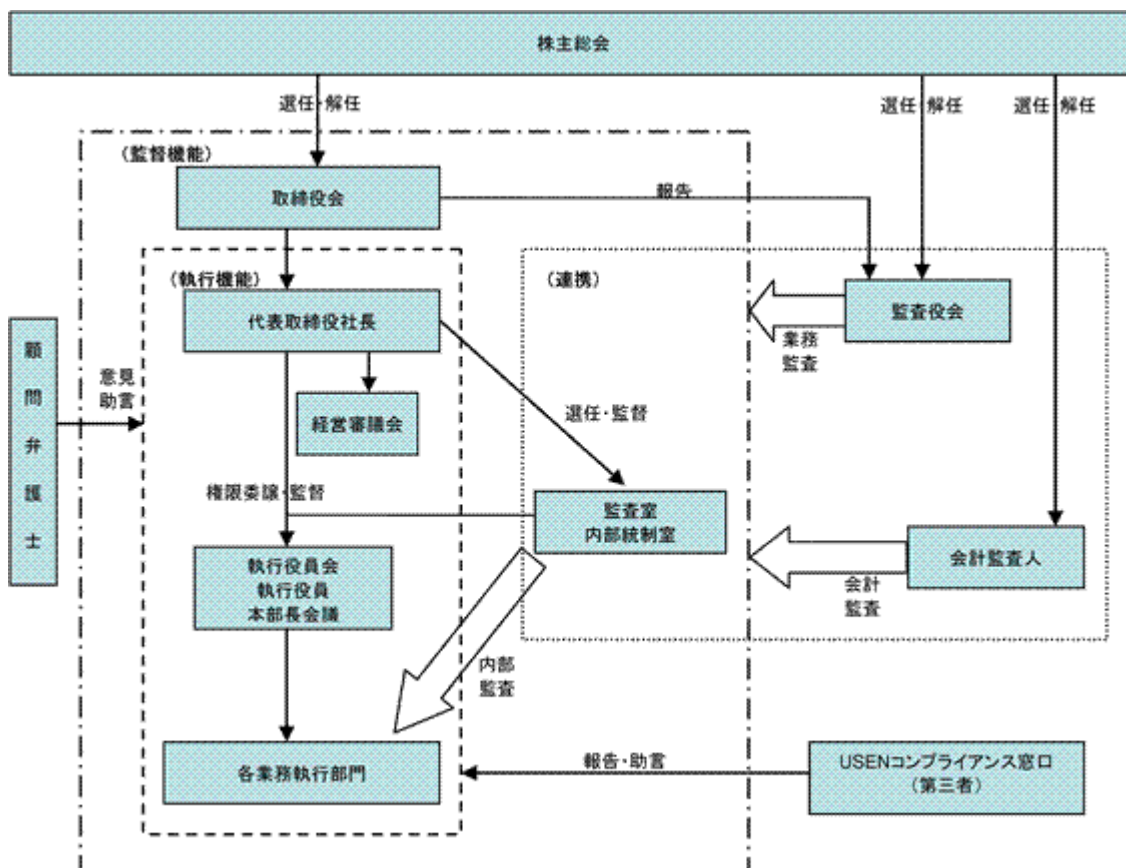 株主総会
選任・解任
選任・解任
選任・解任
（監督機能）
取締役会
報告
（執行機能）
（連携）
代表取締役社長
監査役会
業務
監査
顧問弁護士
意見
助言
経営審議会
選任・監督
権限委譲・監督
監査室
内部統制室
会計監査人
会計
監査
執行役員会
執行役員
本部長会議
内部
監査
各業務執行部門
報告・助言
USENコンプライアンス窓口
（第三者）